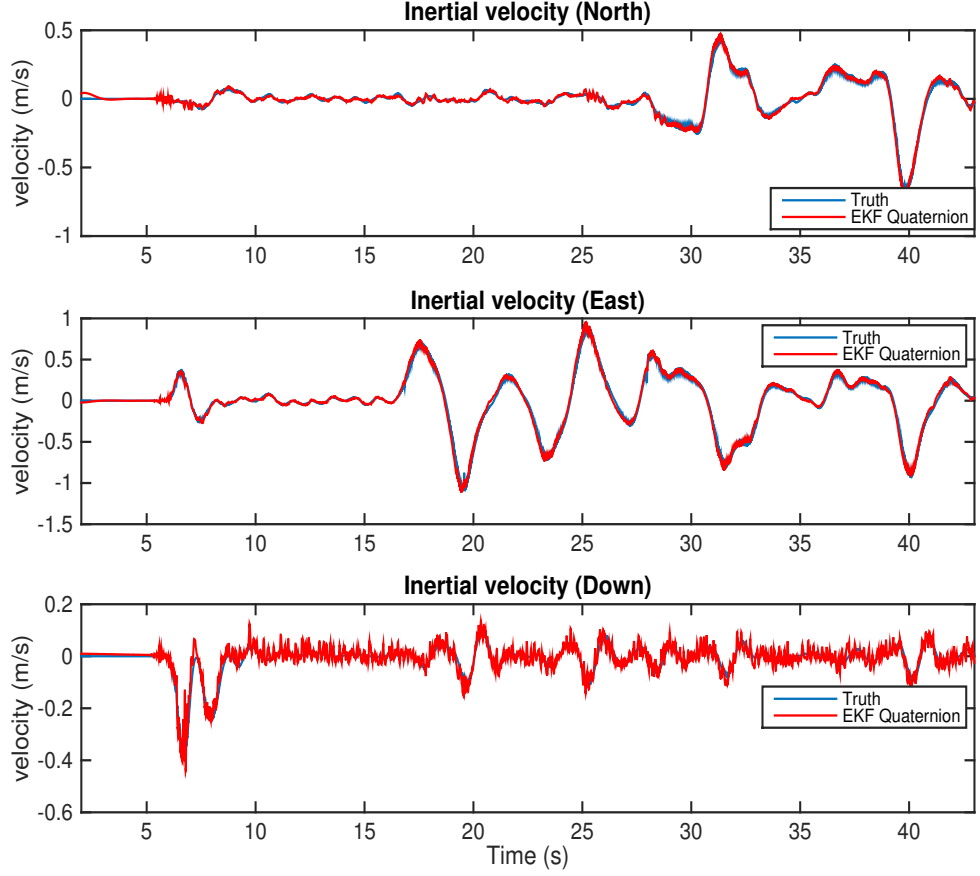 Inertial velocity (North)
velocity (m/s)
0.5
0
-0.5
-1
Truth
EKF Quaternion
5 10 15 20 25 30 35 40
Inertial velocity (East)
velocity (m/s)
1
0.5
0
-0.5
-1
-1.5
Truth
EKF Quaternion
5 10 15 20 25 30 35 40
Inertial velocity (Down)
velocity (m/s)
0.2
0
-0.2
-0.4
-0.6
Truth
EKF Quaternion
5 10 15 20 25 30 35 40
Time (s)